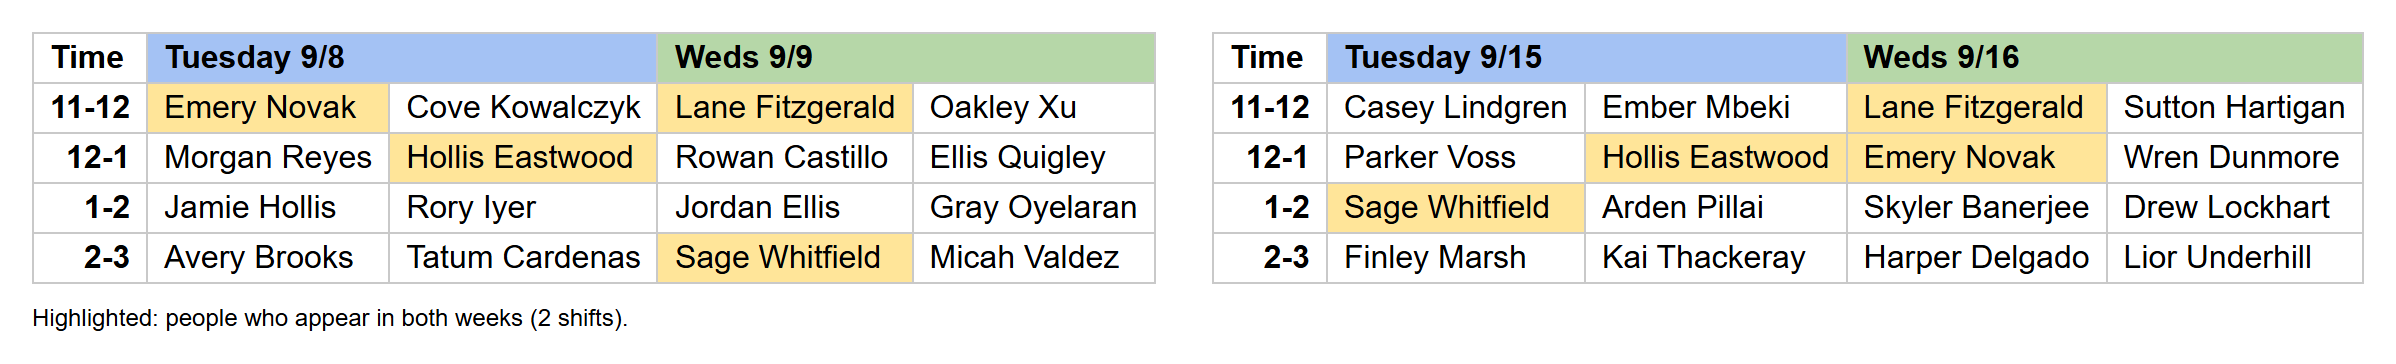 Time Tuesday 9/8 Weds 9/9
11-12 Emery Novak Cove Kowalczyk Lane Fitzgerald Oakley Xu
12-1 Morgan Reyes Hollis Eastwood Rowan Castillo Ellis Quigley
1-2 Jamie Hollis Rory Iyer Jordan Ellis Gray Oyelaran
2-3 Avery Brooks Tatum Cardenas Sage Whitfield Micah Valdez
Time Tuesday 9/15 Weds 9/16
11-12 Casey Lindgren Ember Mbeki Lane Fitzgerald Sutton Hartigan
12-1 Parker Voss Hollis Eastwood Emery Novak Wren Dunmore
1-2 Sage Whitfield Arden Pillai Skyler Banerjee Drew Lockhart
2-3 Finley Marsh Kai Thackeray Harper Delgado Lior Underhill
Highlighted: people who appear in both weeks (2 shifts).